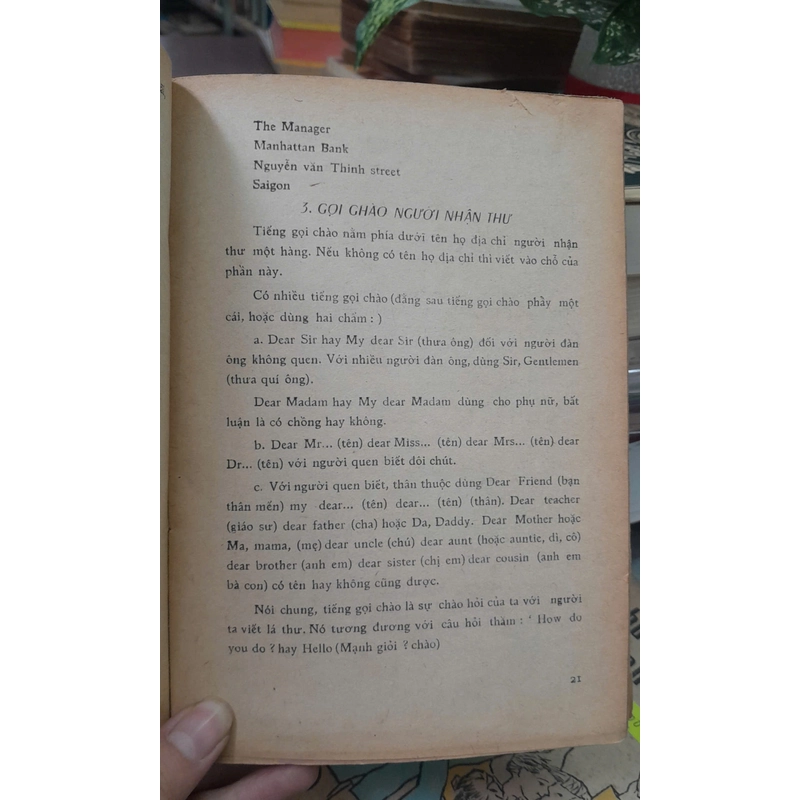 The Manager
Manhattan Bank
Nguyễn văn Thinh street
Saigon
3. GỌI CHÀO NGƯỜI NHẬN THƯ
Tiếng gọi chào nằm phía dưới tên họ địa chỉ người nhận
thư một hàng. Nếu không có tên họ địa chỉ thì viết vào chỗ của
phần này.
Có nhiều tiếng gọi chào (đằng sau tiếng gọi chào phầy một
cái, hoặc dùng hai chấm : )
a. Dear Sir hay My dear Sir (thưa ông) đối với người đàn
ông không quen. Với nhiều người đàn ông, dùng Sir, Gentlemen
(thưa quí ông).
Dear Madam hay My dear Madam dùng cho phụ nữ, bất
luận là có chồng hay không.
b. Dear Mr... (tên) dear Miss... (tên) dear Mrs... (tên) dear
Dr... (tên) với người quen biết đôi chút.
c. Với người quen biết, thân thuộc dùng Dear Friend (bạn
thân mến) my dear... (tên) dear... (tên) (thân). Dear teacher
(giáo sư) dear father (cha) hoặc Da, Daddy. Dear Mother hoặc
Ma, mama, (mẹ) dear uncle (chú) dear aunt (hoặc auntie, dì, cô)
dear brother (anh em) dear sister (chị em) dear cousin (anh em
bà con) có tên hay không cũng được.
Nói chung, tiếng gọi chào là sự chào hỏi của ta với người
ta viết lá thư. Nó tương đương với câu hỏi thăm : ' How do
you do ? hay Hello (Mạnh giỏi ? chào)
21